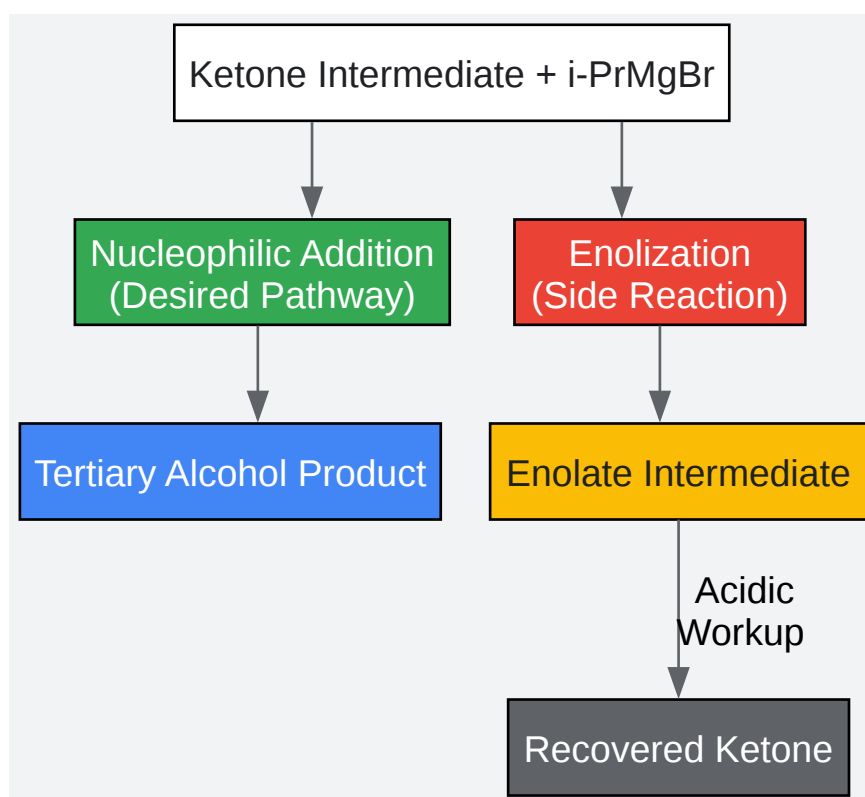 Ketone Intermediate + i-PrMgBr
Nucleophilic Addition
(Desired Pathway)
Enolization
(Side Reaction)
Tertiary Alcohol Product
Enolate Intermediate
Acidic
Workup
Recovered Ketone